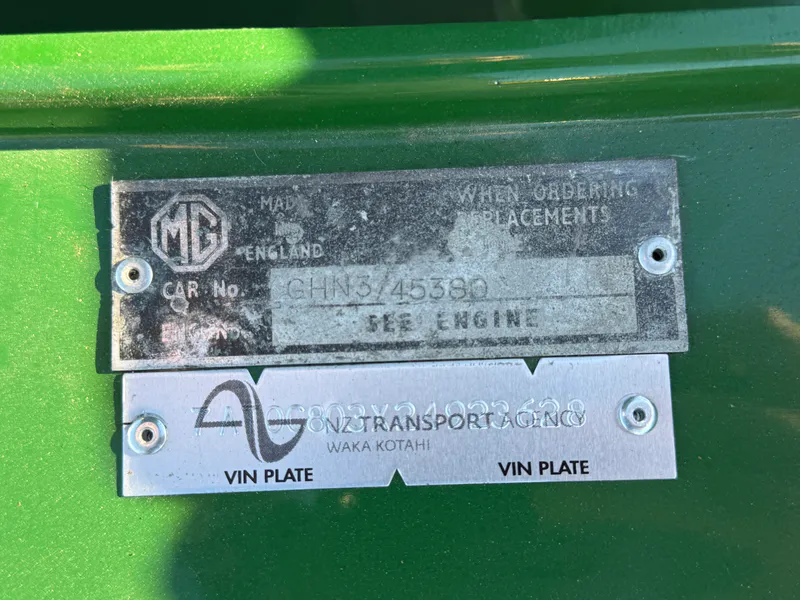 MG
MADE
ENGLAND
WHEN ORDERING
REPLACEMENTS
CAR No. GHN3/45380
SEE ENGINE
NZ TRANSPORT AGENCY
WAKA KOTAHI
VIN PLATE VIN PLATE